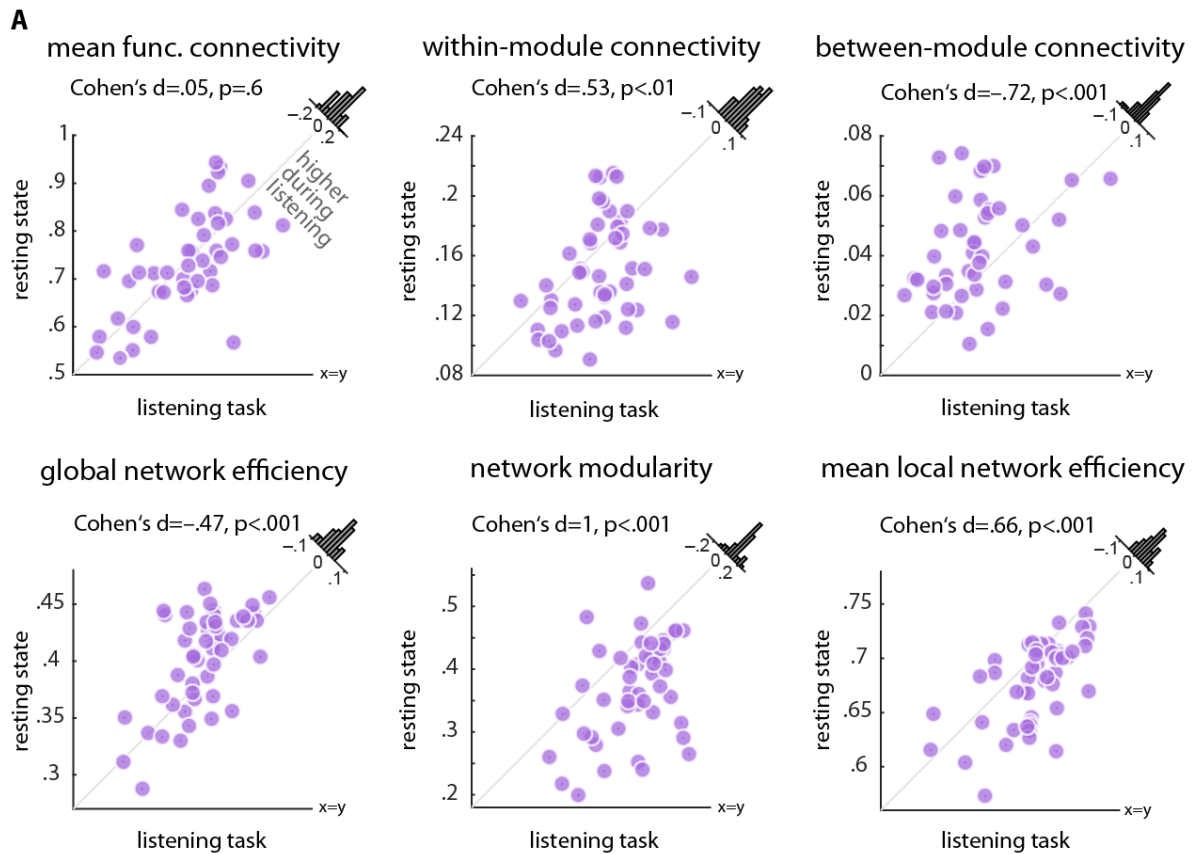 A
mean func. connectivity
Cohen‘s d=.05, p=.6
–.2
0
.2
higher
during
listening
1
.9
.8
.7
.6
.5
resting state
x=y
listening task
within-module connectivity
Cohen‘s d=.53, p<.01
–.1
0
.1
.24
.2
.16
.12
.08
resting state
x=y
listening task
between-module connectivity
Cohen‘s d=–.72, p<.001
–.1
0
.1
.08
.06
.04
.02
0
resting state
x=y
listening task
global network efficiency
Cohen‘s d=–.47, p<.001
–.1
0
.1
.45
.4
.35
.3
resting state
x=y
listening task
network modularity
Cohen‘s d=1, p<.001
–.2
0
.2
.5
.4
.3
.2
resting state
x=y
listening task
mean local network efficiency
Cohen‘s d=.66, p<.001
–.1
0
.1
.75
.7
.65
.6
resting state
x=y
listening task